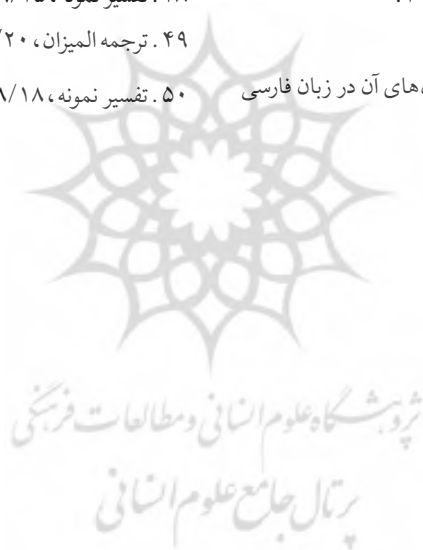 ۴۹ . ترجمه المیزان، ۲۰/
های آن در زبان فارسی
۵۰ . تفسیر نمونه، ۱۸/
پژوهشگاه علوم انسانی و مطالعات فرهنگی
پرتال جامع علوم انسانی